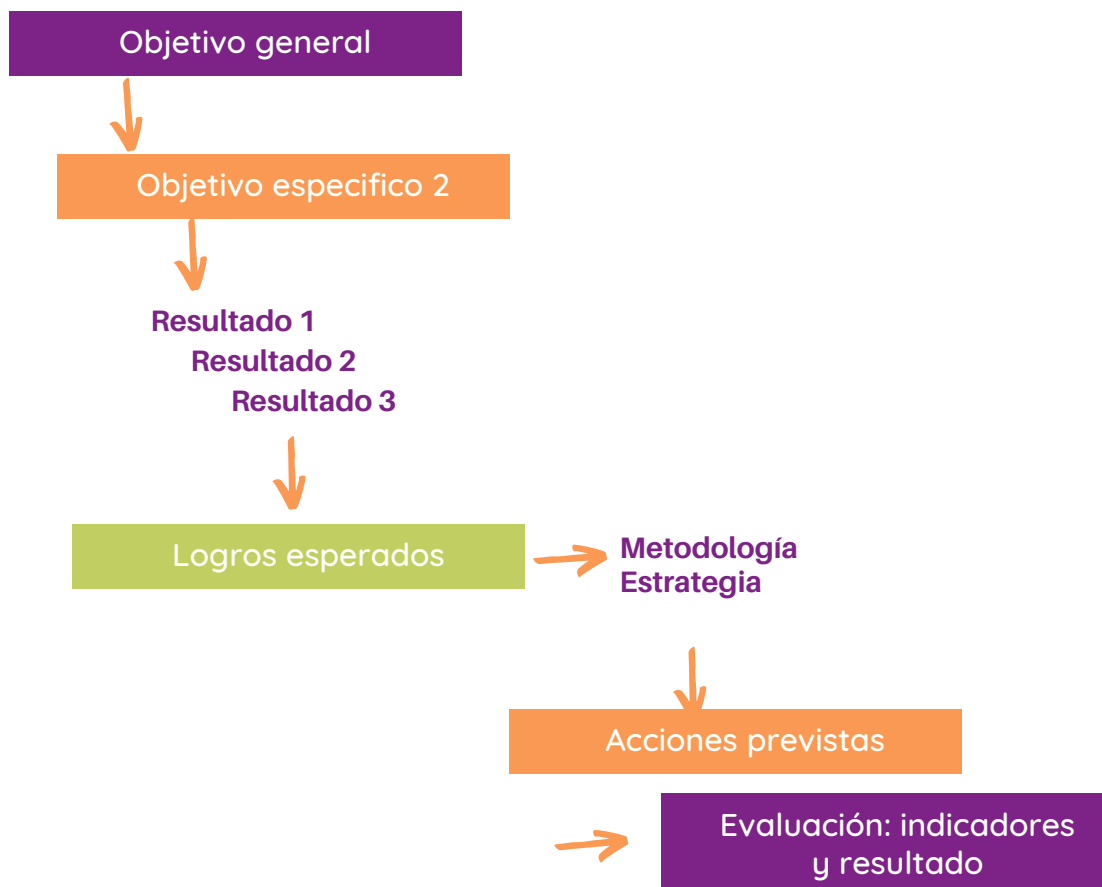 Objetivo general
Objetivo especifico 2
Resultado 1
Resultado 2
Resultado 3
Logros esperados
Metodología
Estrategia
Acciones previstas
Evaluación: indicadores
y resultado